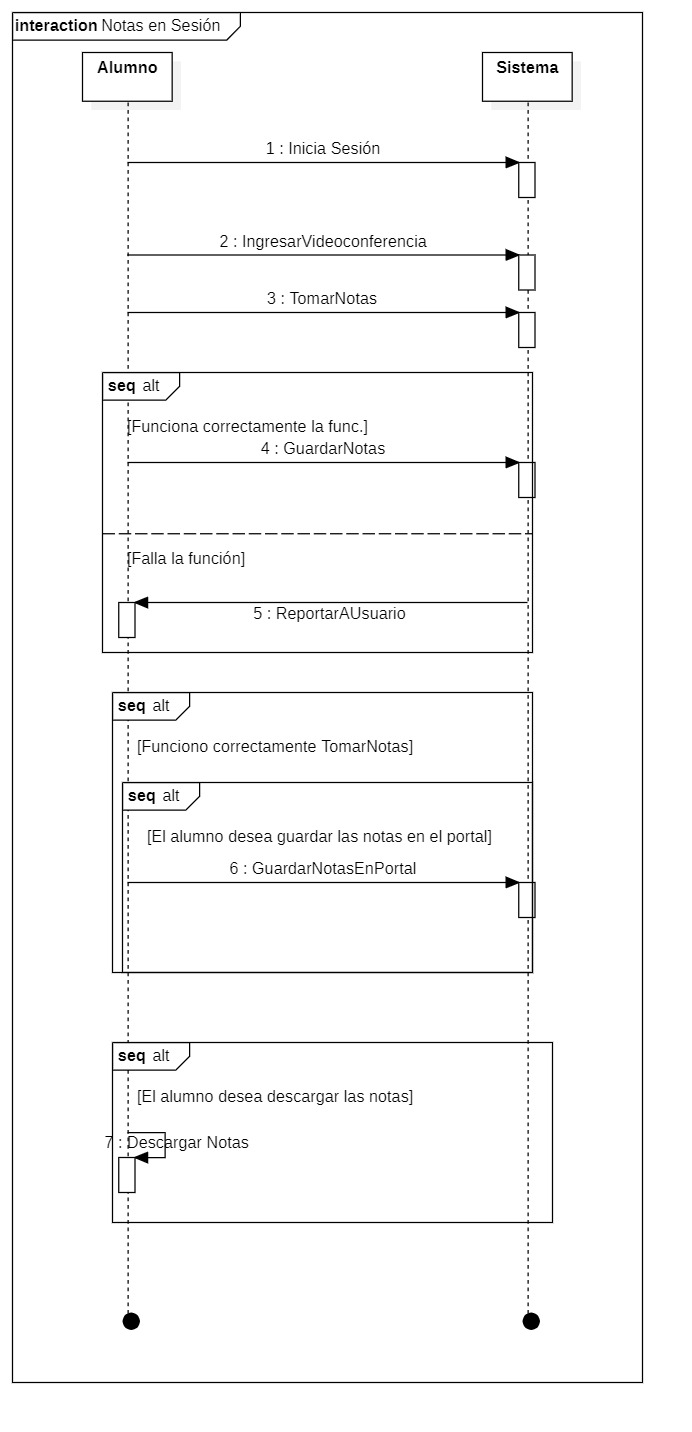 interaction Notas en Sesión
Alumno
Sistema
1 : Inicia Sesión
2 : IngresarVideoconferencia
3 : TomarNotas
seq alt
[Funciona correctamente la func.]
4 : GuardarNotas
[Falla la función]
5 : ReportarAUsuario
seq alt
[Funciono correctamente TomarNotas]
seq alt
[El alumno desea guardar las notas en el portal]
6 : GuardarNotasEnPortal
seq alt
[El alumno desea descargar las notas]
7 : Descargar Notas